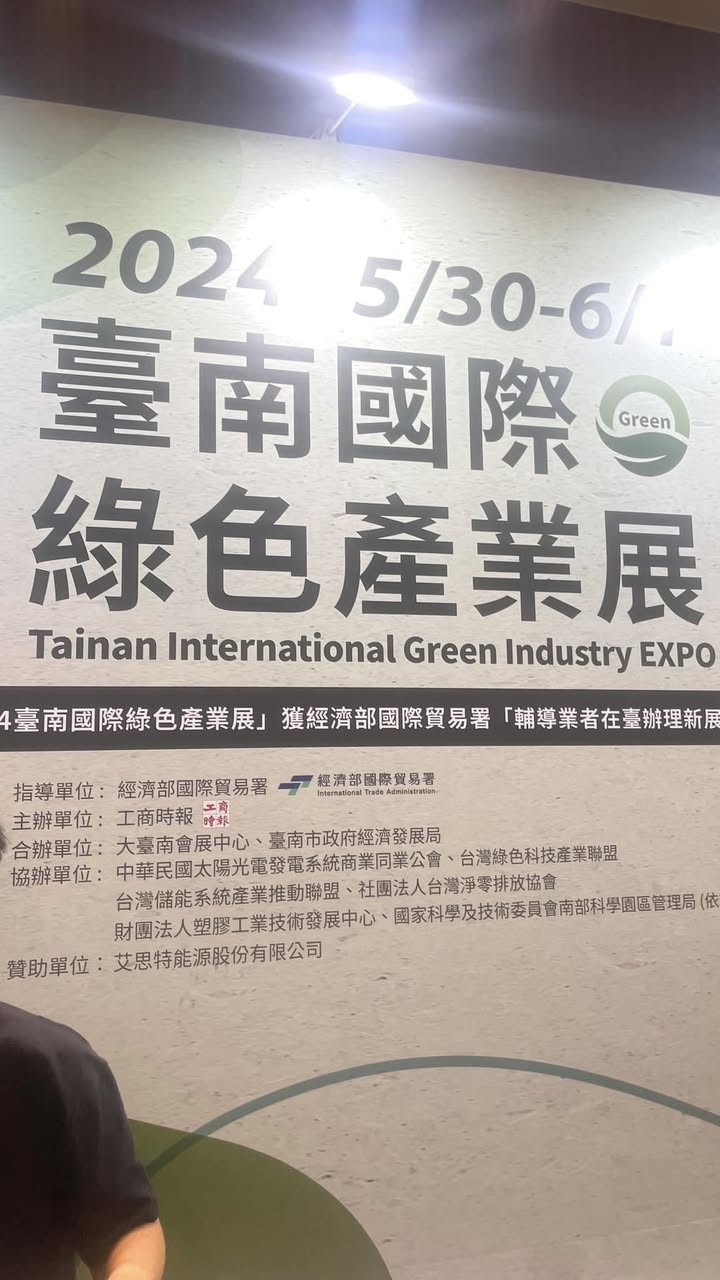 2024 5/30-6/1
臺南國際 Green
綠色產業展
Tainan International Green Industry EXPO
4臺南國際綠色產業展」獲經濟部國際貿易署「輔導業者在臺辦理新展
指導單位：經濟部國際貿易署 經濟部國際貿易署 International Trade Administration
主辦單位：工商時報 工商時報
合辦單位：大臺南會展中心、臺南市政府經濟發展局
協辦單位：中華民國太陽光電發電系統商業同業公會、台灣綠色科技產業聯盟
台灣儲能系統產業推動聯盟、社團法人台灣淨零排放協會
財團法人塑膠工業技術發展中心、國家科學及技術委員會南部科學園區管理局 (依
贊助單位：艾思特能源股份有限公司